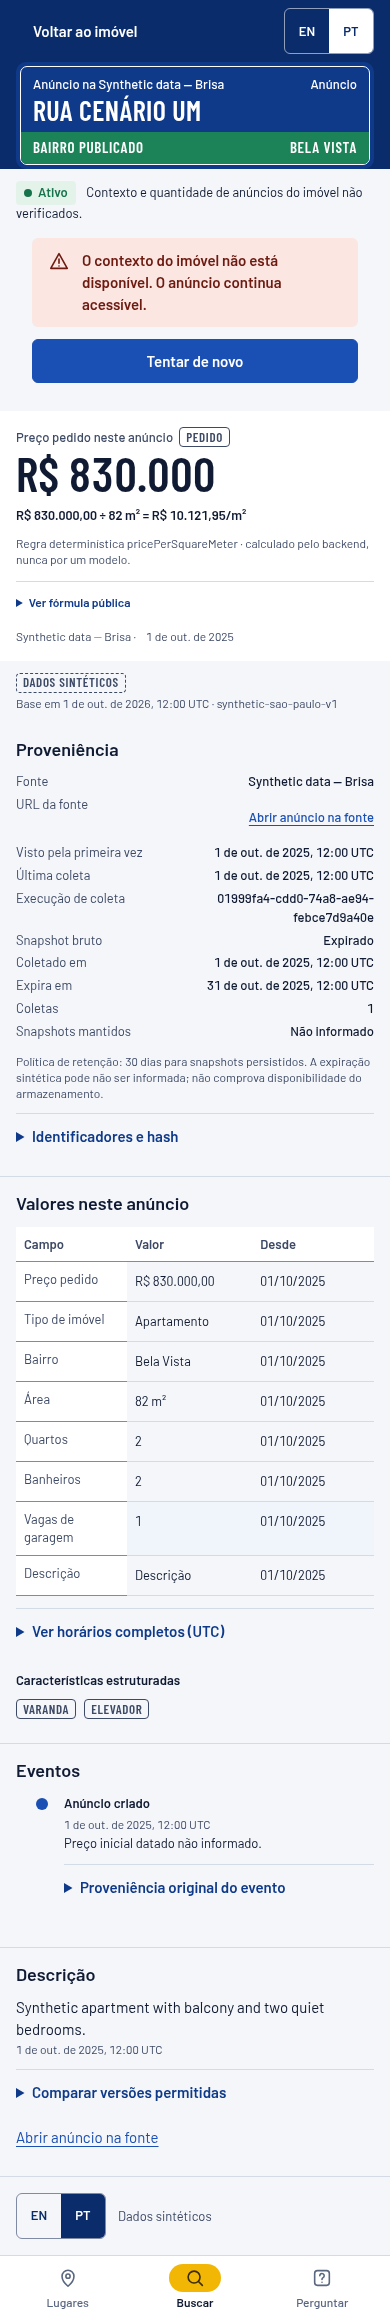 Voltar ao imóvel
EN PT
Anúncio na Synthetic data — Brisa Anúncio
RUA CENÁRIO UM
BAIRRO PUBLICADO BELA VISTA
Ativo Contexto e quantidade de anúncios do imóvel não
verificados.
O contexto do imóvel não está
disponível. O anúncio continua
acessível.
Tentar de novo
Preço pedido neste anúncio PEDIDO
R$ 830.000
R$ 830.000,00 ÷ 82 m² = R$ 10.121,95/m²
Regra determinística pricePerSquareMeter · calculado pelo backend,
nunca por um modelo.
Ver fórmula pública
Synthetic data — Brisa · 1 de out. de 2025
DADOS SINTÉTICOS
Base em 1 de out. de 2026, 12:00 UTC · synthetic-sao-paulo-v1
Proveniência
Fonte Synthetic data — Brisa
URL da fonte
Abrir anúncio na fonte
Visto pela primeira vez 1 de out. de 2025, 12:00 UTC
Última coleta 1 de out. de 2025, 12:00 UTC
Execução de coleta 01999fa4-cdd0-74a8-ae94-
febce7d9a40e
Snapshot bruto Expirado
Coletado em 1 de out. de 2025, 12:00 UTC
Expira em 31 de out. de 2025, 12:00 UTC
Coletas 1
Snapshots mantidos Não informado
Política de retenção: 30 dias para snapshots persistidos. A expiração
sintética pode não ser informada; não comprova disponibilidade do
armazenamento.
Identificadores e hash
Valores neste anúncio
Campo Valor Desde
Preço pedido R$ 830.000,00 01/10/2025
Tipo de imóvel Apartamento 01/10/2025
Bairro Bela Vista 01/10/2025
Área 82 m² 01/10/2025
Quartos 2 01/10/2025
Banheiros 2 01/10/2025
Vagas de
garagem 1 01/10/2025
Descrição Descrição 01/10/2025
Ver horários completos (UTC)
Características estruturadas
VARANDA ELEVADOR
Eventos
Anúncio criado
1 de out. de 2025, 12:00 UTC
Preço inicial datado não informado.
Proveniência original do evento
Descrição
Synthetic apartment with balcony and two quiet
bedrooms.
1 de out. de 2025, 12:00 UTC
Comparar versões permitidas
Abrir anúncio na fonte
EN PT Dados sintéticos
Lugares Buscar Perguntar